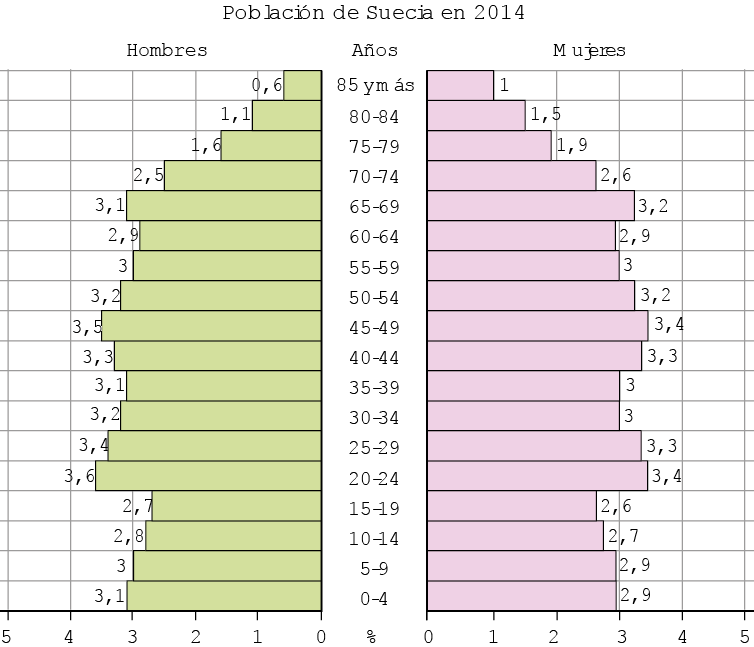 Población de Suecia en 2014
Hombres Años Mujeres
0,6 85 y más 1
1,1 80-84 1,5
1,6 75-79 1,9
2,5 70-74 2,6
3,1 65-69 3,2
2,9 60-64 2,9
3 55-59 3
3,2 50-54 3,2
3,5 45-49 3,4
3,3 40-44 3,3
3,1 35-39 3
3,2 30-34 3
3,4 25-29 3,3
3,6 20-24 3,4
2,7 15-19 2,6
2,8 10-14 2,7
3 5-9 2,9
3,1 0-4 2,9
5 4 3 2 1 0 % 0 1 2 3 4 5